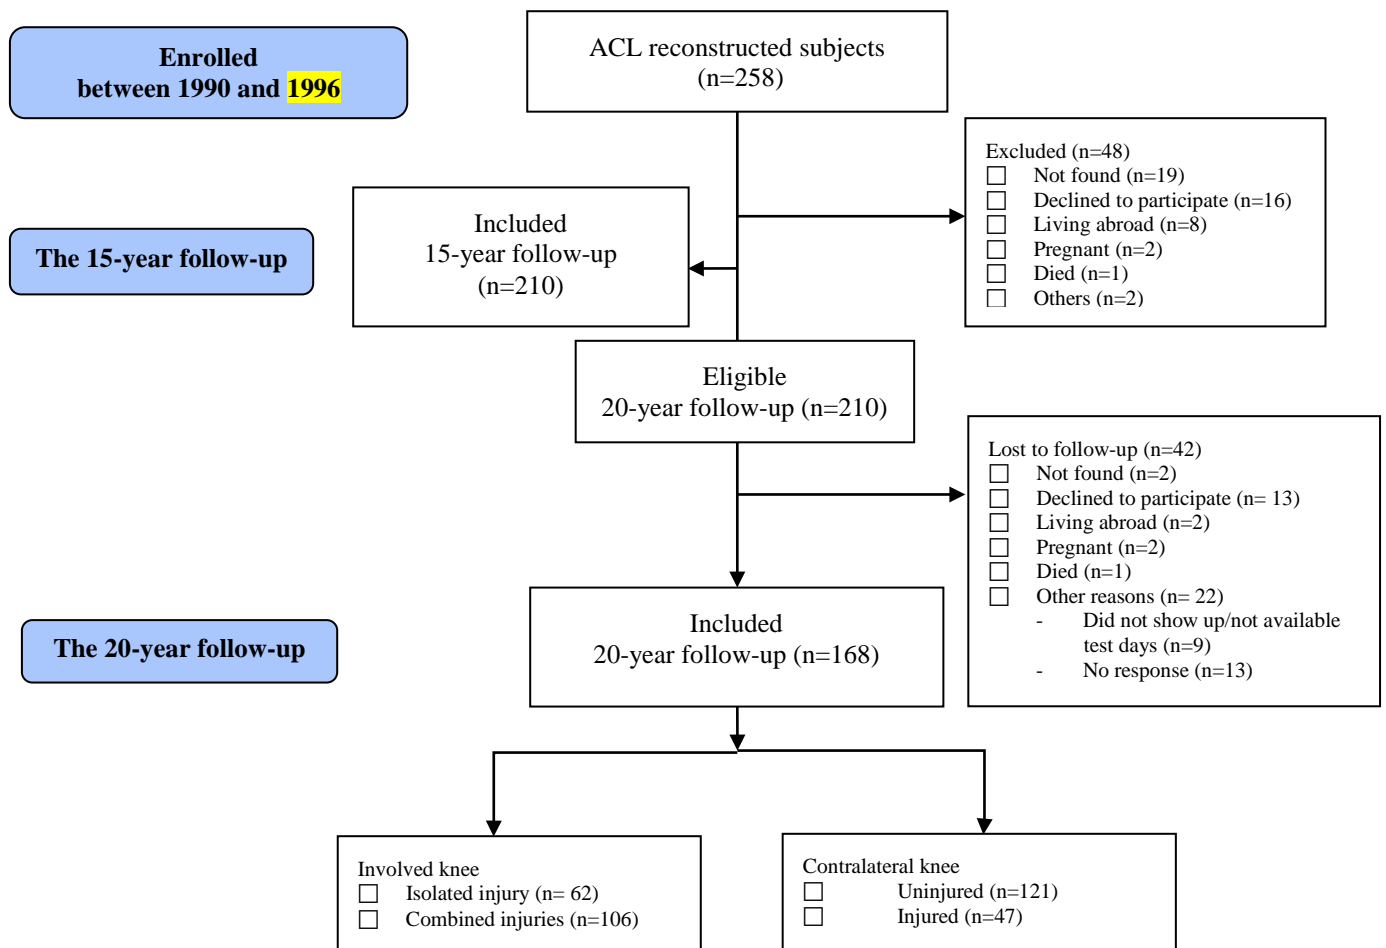 Enrolled
between 1990 and 1996
ACL reconstructed subjects
(n=258)
Excluded (n=48)
☐ Not found (n=19)
☐ Declined to participate (n=16)
☐ Living abroad (n=8)
☐ Pregnant (n=2)
☐ Died (n=1)
☐ Others (n=2)
The 15-year follow-up
Included
15-year follow-up
(n=210)
Eligible
20-year follow-up (n=210)
Lost to follow-up (n=42)
☐ Not found (n=2)
☐ Declined to participate (n= 13)
☐ Living abroad (n=2)
☐ Pregnant (n=2)
☐ Died (n=1)
☐ Other reasons (n= 22)
- Did not show up/not available
test days (n=9)
- No response (n=13)
The 20-year follow-up
Included
20-year follow-up (n=168)
Involved knee
☐ Isolated injury (n= 62)
☐ Combined injuries (n=106)
Contralateral knee
☐ Uninjured (n=121)
☐ Injured (n=47)